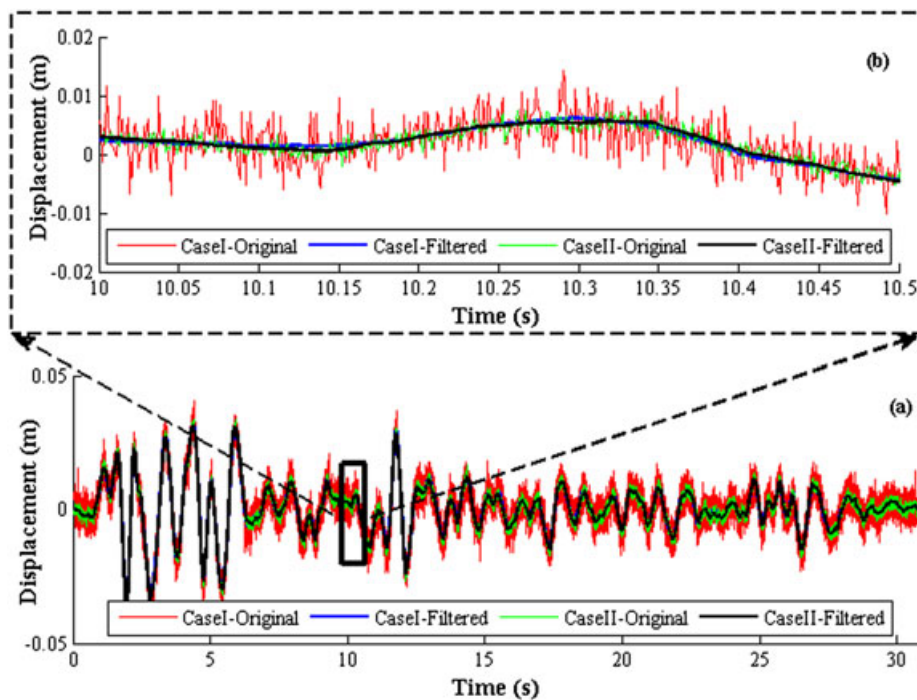 0.02
(b)
0.01
0
-0.01
-0.02
Displacement (m)
CaseI-Original CaseI-Filtered CaseII-Original CaseII-Filtered
10 10.05 10.1 10.15 10.2 10.25 10.3 10.35 10.4 10.45 10.5
Time (s)
0.05
(a)
0
-0.05
Displacement (m)
CaseI-Original CaseI-Filtered CaseII-Original CaseII-Filtered
0 5 10 15 20 25 30
Time (s)